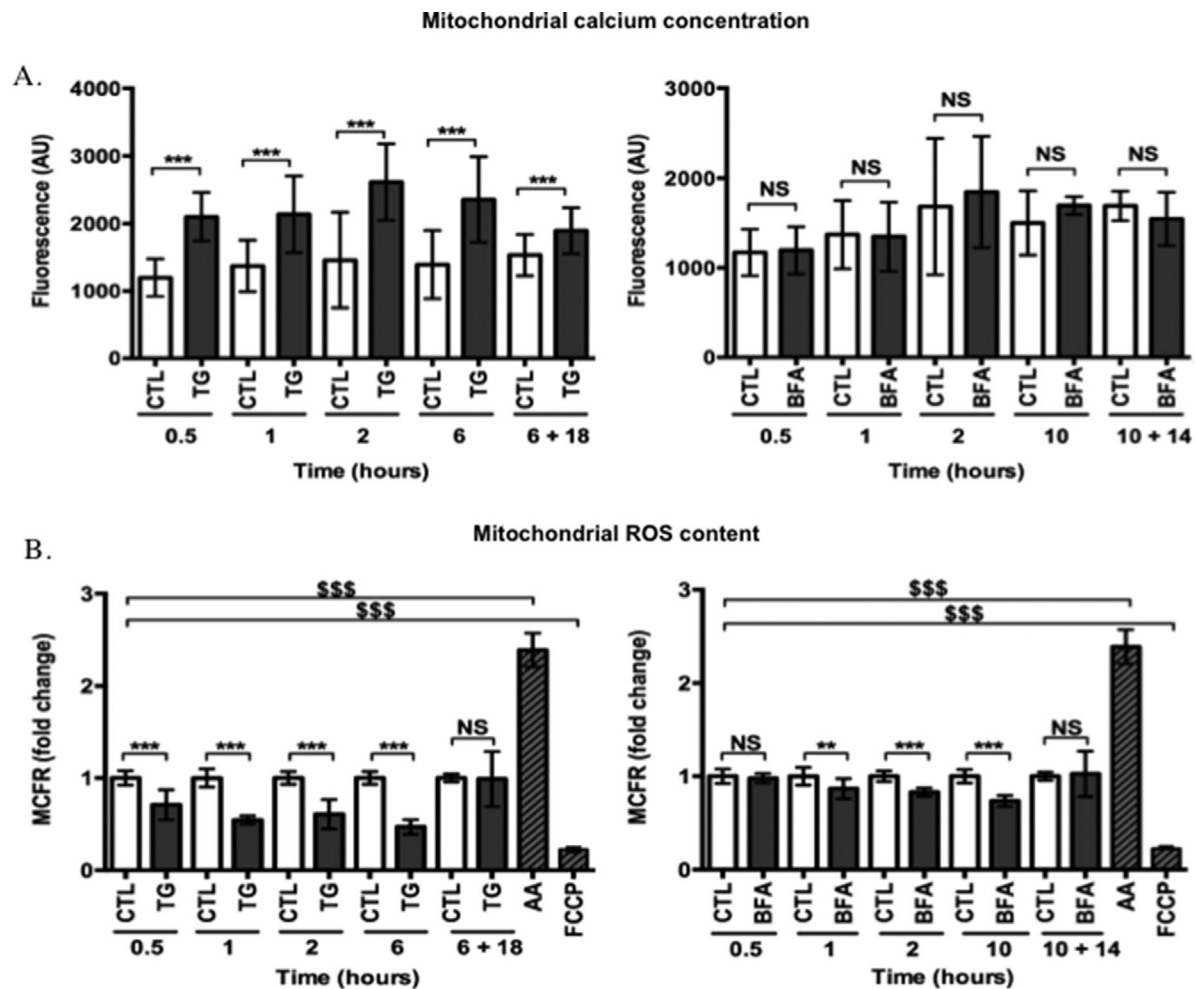 Mitochondrial calcium concentration
A.
Fluorescence (AU)
4000
3000
2000
1000
0
*** *** *** *** ***
CTL TG CTL TG CTL TG CTL TG CTL TG
0.5 1 2 6 6 + 18
Time (hours)
Fluorescence (AU)
3000
2000
1000
0
NS NS NS NS NS
CTL BFA CTL BFA CTL BFA CTL BFA CTL BFA
0.5 1 2 10 10 + 14
Time (hours)
Mitochondrial ROS content
B.
MCFR (fold change)
3
2
1
0
$$$
$$$
*** *** *** *** NS
CTL TG CTL TG CTL TG CTL TG CTL TG AA FCCP
0.5 1 2 6 6 + 18
Time (hours)
MCFR (fold change)
3
2
1
0
$$$
$$$
NS ** *** *** NS
CTL BFA CTL BFA CTL BFA CTL BFA CTL BFA AA FCCP
0.5 1 2 10 10 + 14
Time (hours)